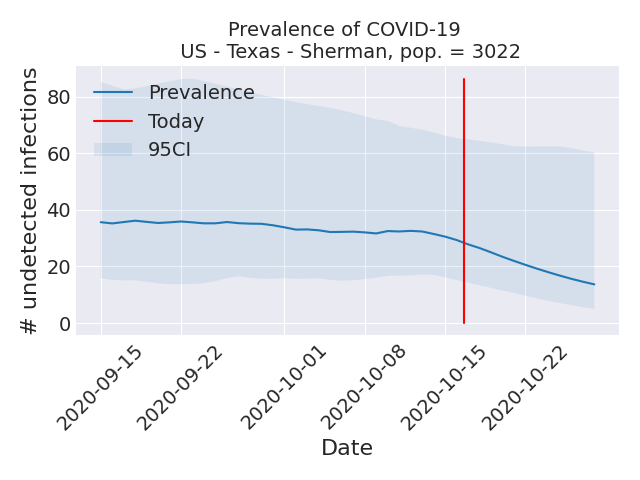 Prevalence of COVID-19
US - Texas - Sherman, pop. = 3022
# undetected infections
80
60
40
20
0
Prevalence
Today
95CI
2020-09-15
2020-09-22
2020-10-01
2020-10-08
2020-10-15
2020-10-22
Date